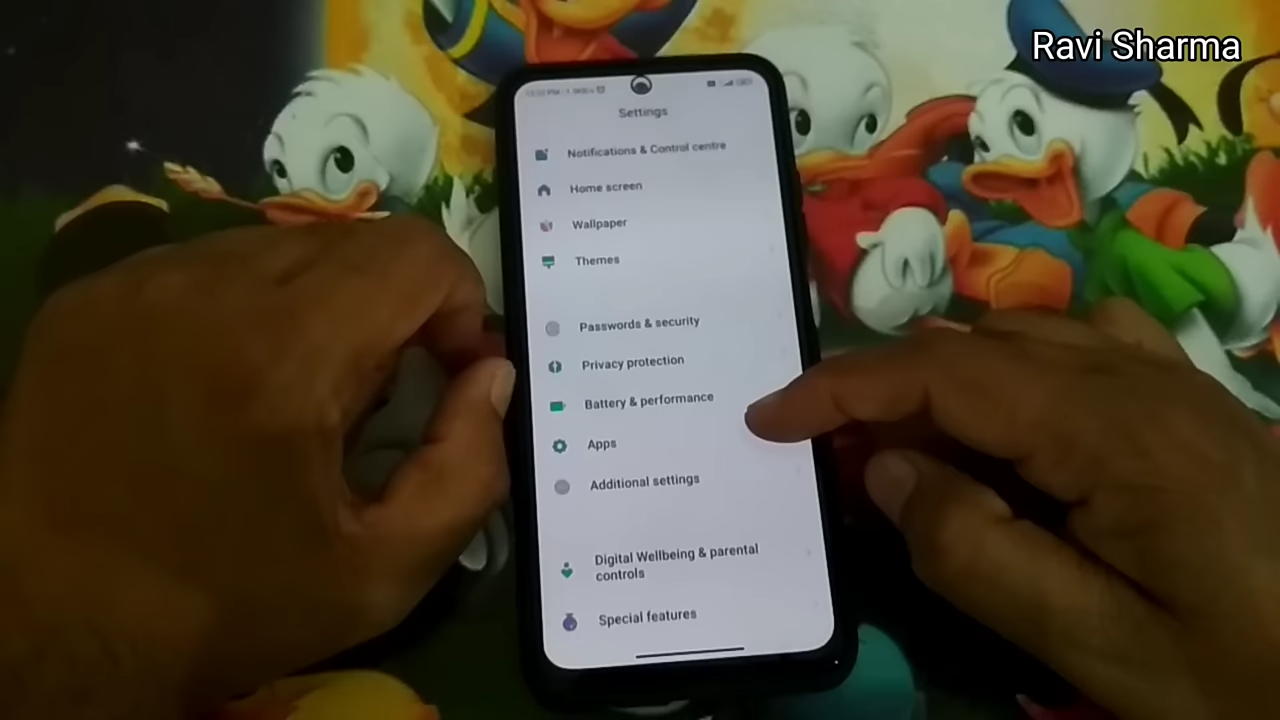 Ravi Sharma
Settings
Notifications & Control centre
Home screen
Wallpaper
Themes
Passwords & security
Privacy protection
Battery & performance
Apps
Additional settings
Digital Wellbeing & parental
controls
Special features